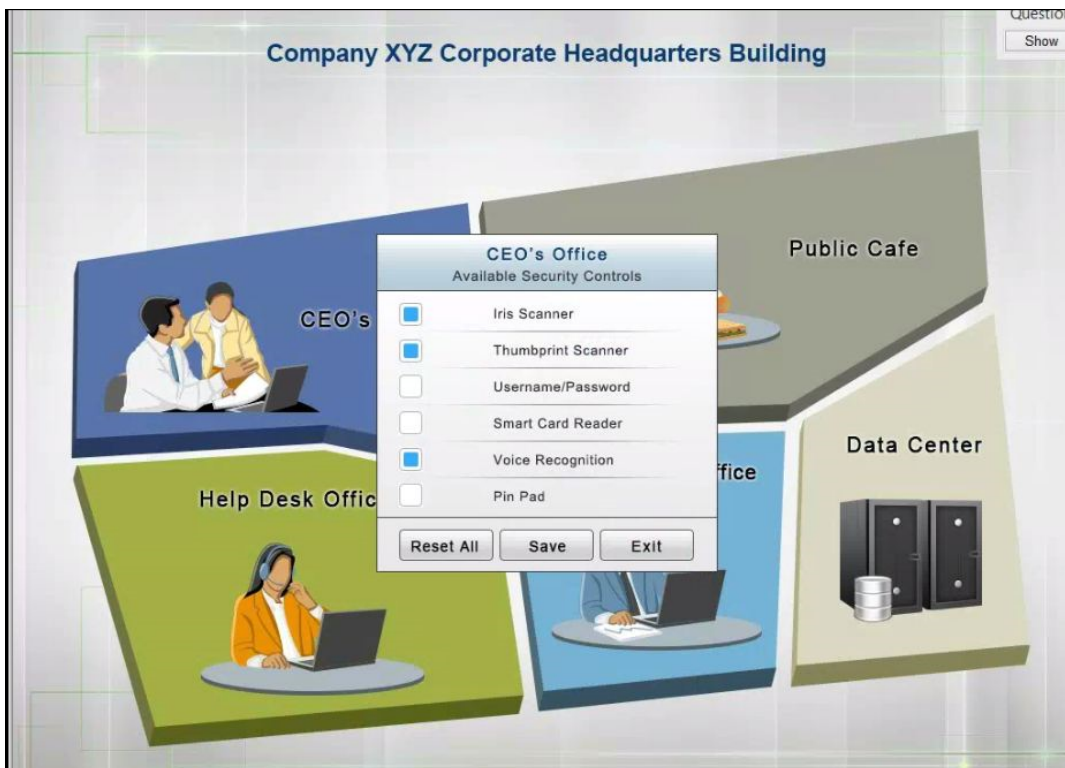 Question
Show
Company XYZ Corporate Headquarters Building
Public Cafe
CEO's
CEO's Office
Available Security Controls
Iris Scanner
Thumbprint Scanner
Username/Password
Smart Card Reader
Voice Recognition
Pin Pad
Reset All
Save
Exit
Data Center
Help Desk Offic
ffice